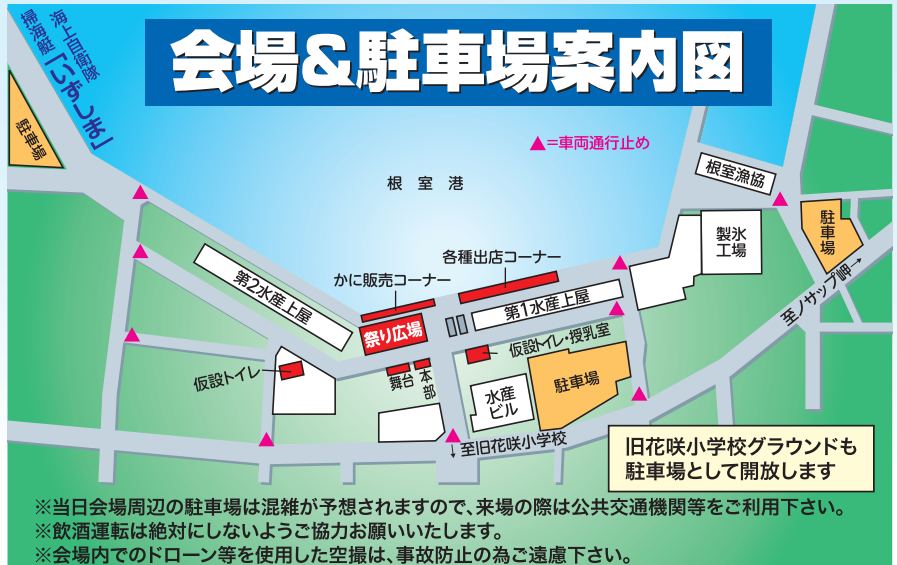 会場&駐車場案内図
海上自衛隊
掃海艇「いずしま」
駐車場
▲=車両通行止め
根室港
根室漁協
駐車場
製氷
工場
各種出店コーナー
かに販売コーナー
第2水産上屋
祭り広場
第1水産上屋
至ノサップ岬→
仮設トイレ・授乳室
仮設トイレ
舞台
本部
駐車場
水産
ビル
↓至旧花咲小学校
旧花咲小学校グラウンドも
駐車場として開放します
※当日会場周辺の駐車場は混雑が予想されますので、来場の際は公共交通機関等をご利用下さい。
※飲酒運転は絶対にしないようご協力お願いいたします。
※会場内でのドローン等を使用した空撮は、事故防止の為ご遠慮下さい。